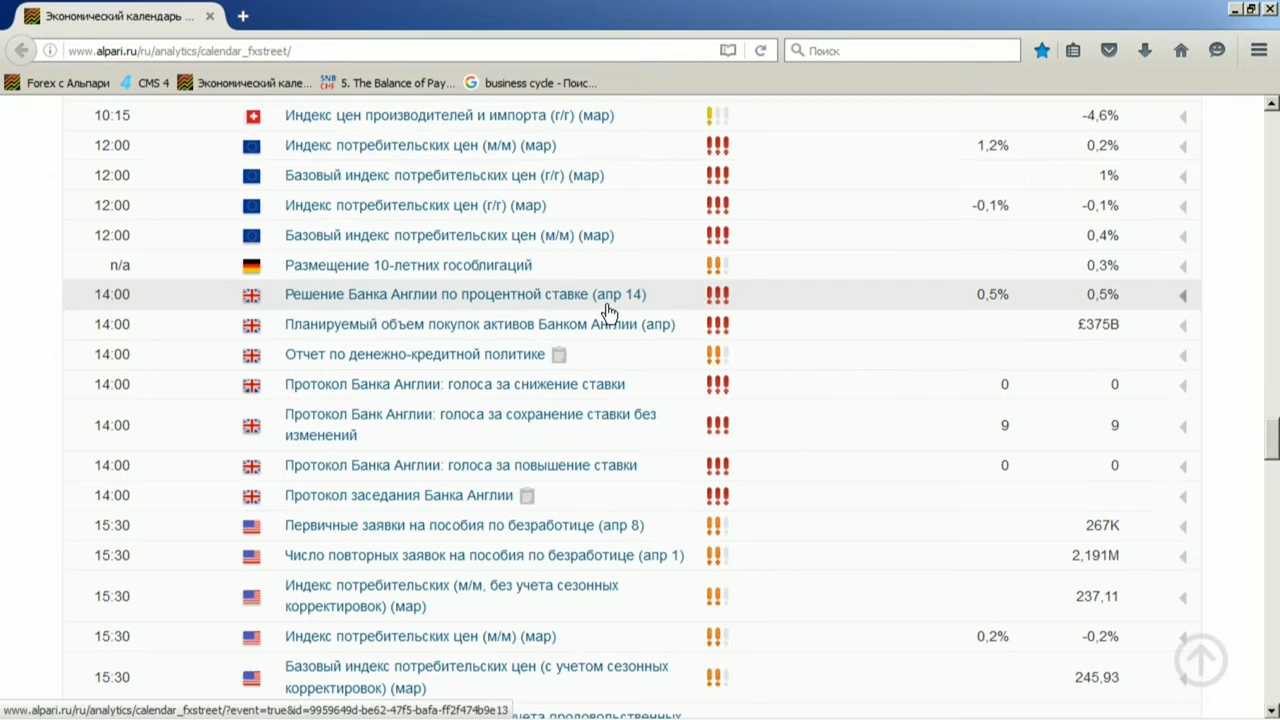 Экономический календарь ...
www.alpari.ru/ru/analytics/calendar_fxstreet/
Поиск
Forex с Альпари
CMS 4
Экономический кале...
SNB CHF 5. The Balance of Pay...
business cycle - Поис...
10:15 Индекс цен производителей и импорта (г/г) (мар) -4,6%
12:00 Индекс потребительских цен (м/м) (мар) 1,2% 0,2%
12:00 Базовый индекс потребительских цен (г/г) (мар) 1%
12:00 Индекс потребительских цен (г/г) (мар) -0,1% -0,1%
12:00 Базовый индекс потребительских цен (м/м) (мар) 0,4%
n/a Размещение 10-летних гособлигаций 0,3%
14:00 Решение Банка Англии по процентной ставке (апр 14) 0,5% 0,5%
14:00 Планируемый объем покупок активов Банком Англии (апр) £375B
14:00 Отчет по денежно-кредитной политике
14:00 Протокол Банка Англии: голоса за снижение ставки 0 0
14:00 Протокол Банк Англии: голоса за сохранение ставки без
изменений 9 9
14:00 Протокол Банка Англии: голоса за повышение ставки 0 0
14:00 Протокол заседания Банка Англии
15:30 Первичные заявки на пособия по безработице (апр 8) 267K
15:30 Число повторных заявок на пособия по безработице (апр 1) 2,191M
15:30 Индекс потребительских (м/м, без учета сезонных
корректировок) (мар) 237,11
15:30 Индекс потребительских цен (м/м) (мар) 0,2% -0,2%
15:30 Базовый индекс потребительских цен (с учетом сезонных
корректировок) (мар) 245,93
www.alpari.ru/ru/analytics/calendar_fxstreet/?event=true&id=9959649d-be62-47f5-bafa-ff2f474b9e13